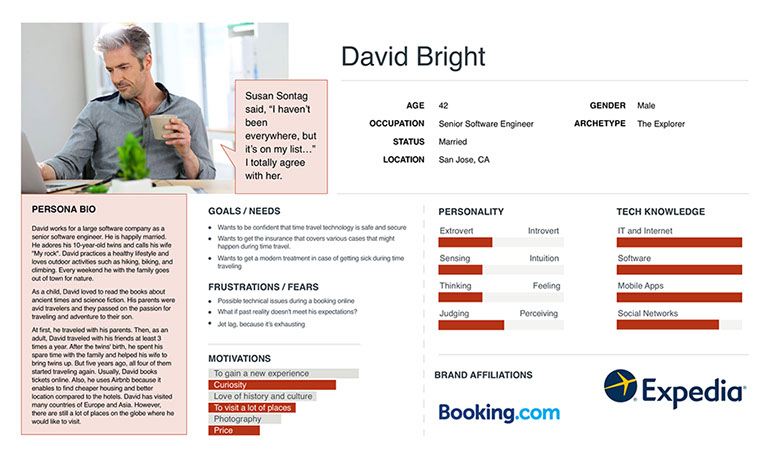 David Bright
Susan Sontag
said, “I haven’t
been
everywhere, but
it’s on my list…”
I totally agree
with her.
AGE 42
OCCUPATION Senior Software Engineer
STATUS Married
LOCATION San Jose, CA
GENDER Male
ARCHETYPE The Explorer
PERSONA BIO
David works for a large software company as a
senior software engineer. He is happily married.
He adores his 10-year-old twins and calls his wife
"My rock". David practices a healthy lifestyle and
loves outdoor activities such as hiking, biking, and
climbing. Every weekend he with the family goes
out of town for nature.
As a child, David loved to read the books about
ancient times and science fiction. His parents were
avid travelers and they passed on the passion for
traveling and adventure to their son.
At first, he traveled with his parents. Then, as an
adult, David traveled with his friends at least 3
times a year. After the twins' birth, he spent his
spare time with the family and helped his wife to
bring twins up. But five years ago, all four of them
started traveling again. Usually, David books
tickets online. Also, he uses Airbnb because it
enables to find cheaper housing and better
location compared to the hotels. David has visited
many countries of Europe and Asia. However,
there are still a lot of places on the globe where he
would like to visit.
GOALS / NEEDS
Wants to be confident that time travel technology is safe and secure
Wants to get the insurance that covers various cases that might
happen during time travel.
Wants to get a modern treatment in case of getting sick during time
traveling
FRUSTRATIONS / FEARS
Possible technical issues during a booking online
What if past reality doesn't meet his expectations?
Jet lag, because it's exhausting
MOTIVATIONS
To gain a new experience
Curiosity
Love of history and culture
To visit a lot of places
Photography
Price
PERSONALITY
Extrovert Introvert
Sensing Intuition
Thinking Feeling
Judging Perceiving
TECH KNOWLEDGE
IT and Internet
Software
Mobile Apps
Social Networks
BRAND AFFILIATIONS
Booking.com
Expedia